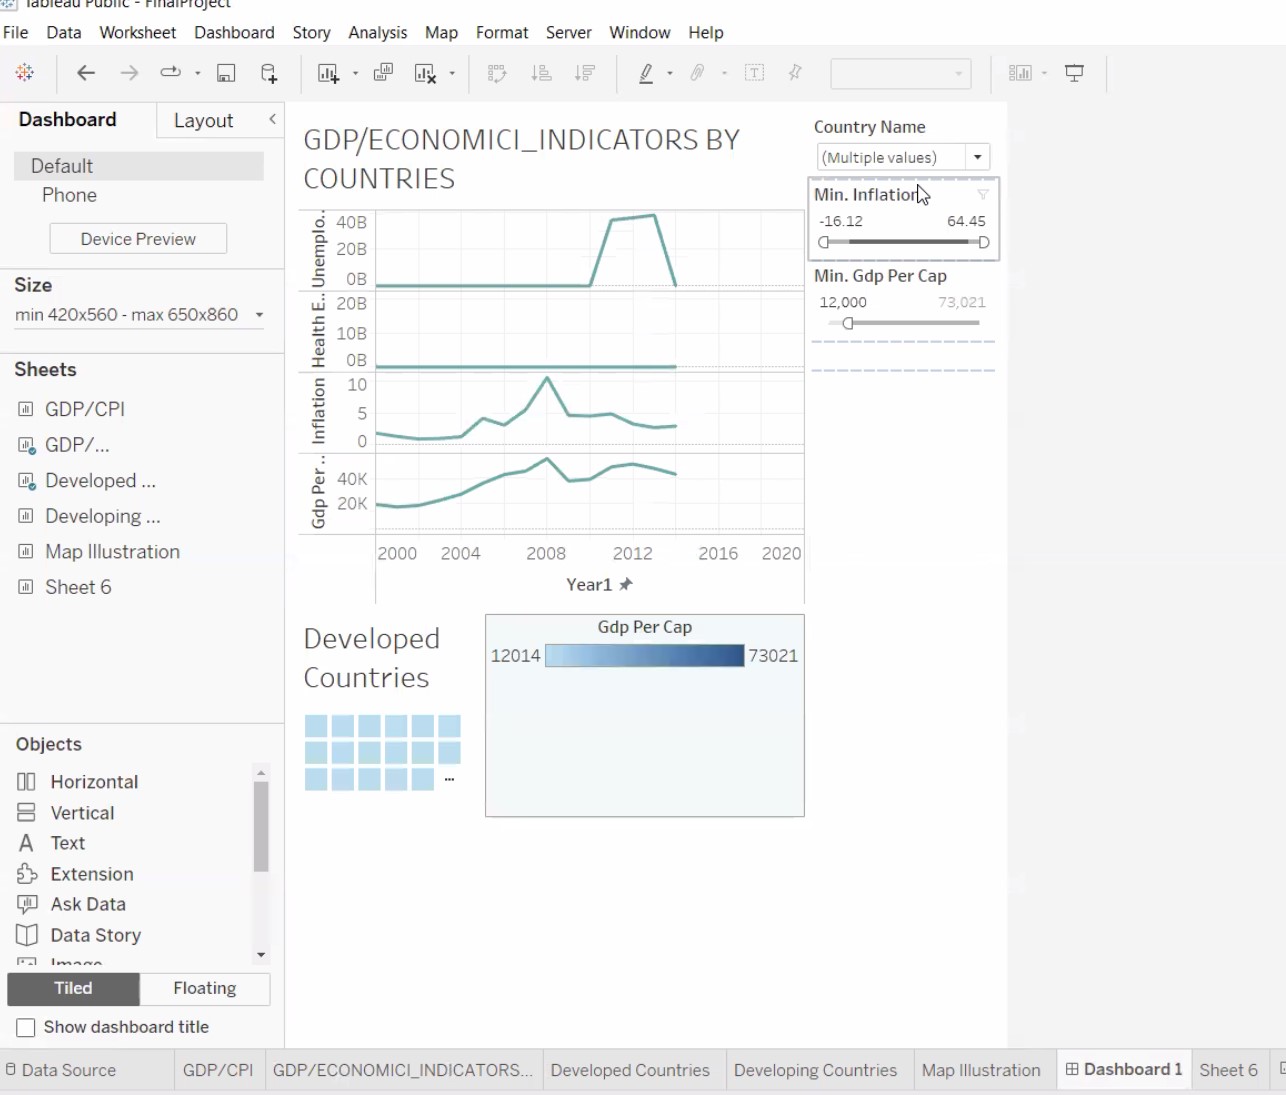 Tableau Public - FinalProject
File Data Worksheet Dashboard Story Analysis Map Format Server Window Help
Dashboard Layout
Default
Phone
Device Preview
Size
min 420x560 - max 650x860
Sheets
GDP/CPI
GDP/...
Developed ...
Developing ...
Map Illustration
Sheet 6
Objects
Horizontal
Vertical
Text
Extension
Ask Data
Data Story
Image
Tiled Floating
Show dashboard title
GDP/ECONOMICI_INDICATORS BY
COUNTRIES
Unemplo..
40B
20B
0B
Health E..
20B
10B
0B
Inflation
10
5
0
Gdp Per ..
40K
20K
2000 2004 2008 2012 2016 2020
Year1
Developed
Countries
...
Gdp Per Cap
12014 73021
Country Name
(Multiple values)
Min. Inflation
-16.12 64.45
Min. Gdp Per Cap
12,000 73,021
Data Source GDP/CPI GDP/ECONOMICI_INDICATORS... Developed Countries Developing Countries Map Illustration Dashboard 1 Sheet 6